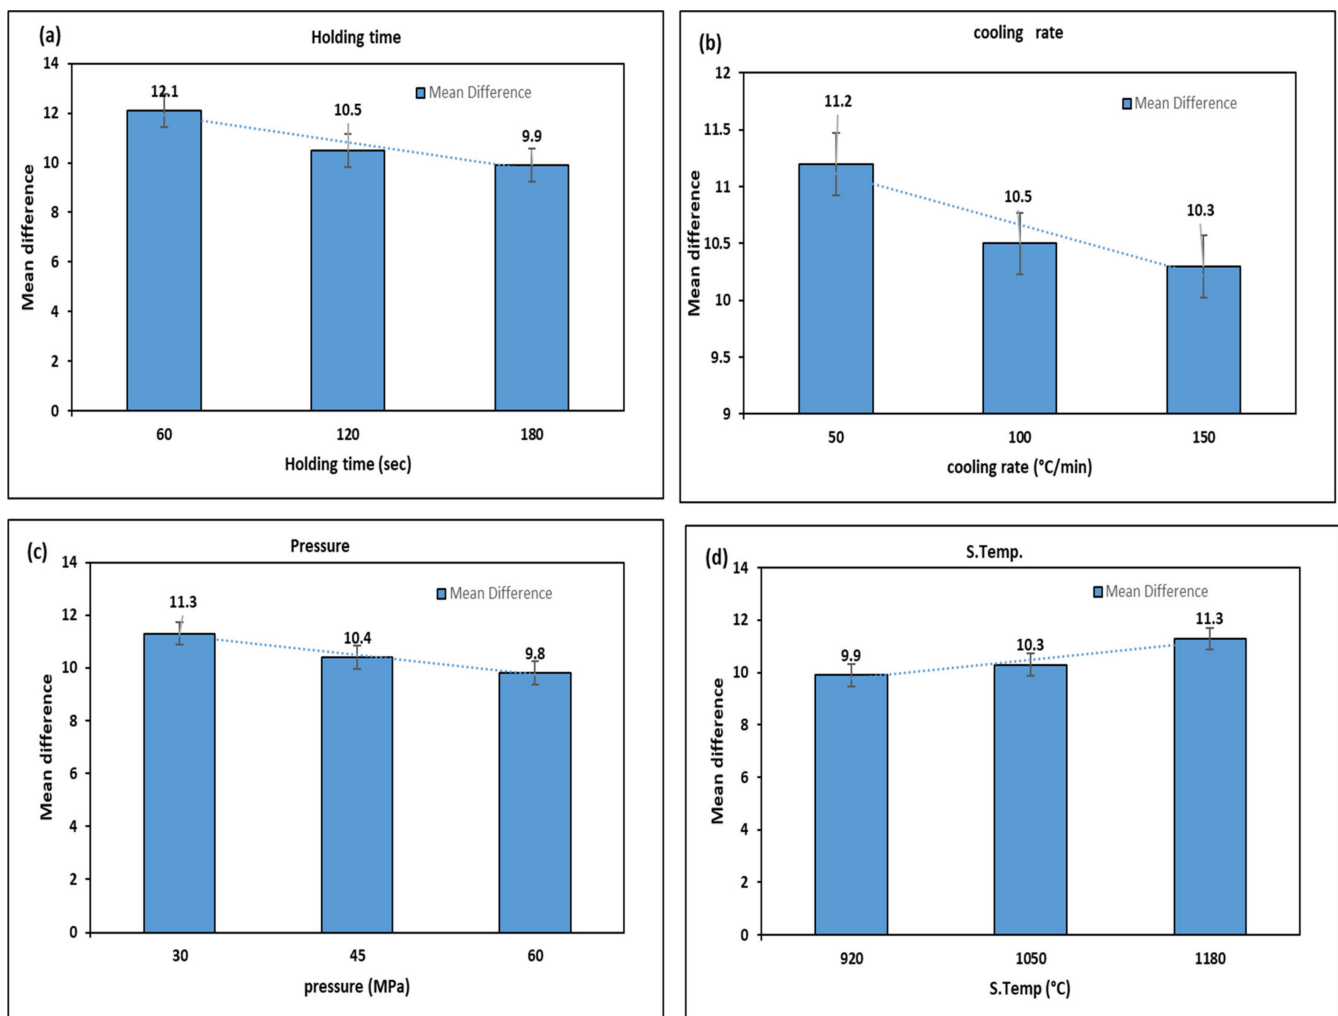 (a)
Holding time
Mean Difference
14
12
10
8
6
4
2
0
12.1
10.5
9.9
60 120 180
Mean difference
Holding time (sec)
(b)
cooling rate
Mean Difference
12
11.5
11
10.5
10
9.5
9
11.2
10.5
10.3
50 100 150
Mean difference
cooling rate (°C/min)
(c)
Pressure
Mean Difference
14
12
10
8
6
4
2
0
11.3
10.4
9.8
30 45 60
Mean difference
pressure (MPa)
(d)
S.Temp.
Mean Difference
14
12
10
8
6
4
2
0
9.9
10.3
11.3
920 1050 1180
Mean difference
S.Temp (°C)